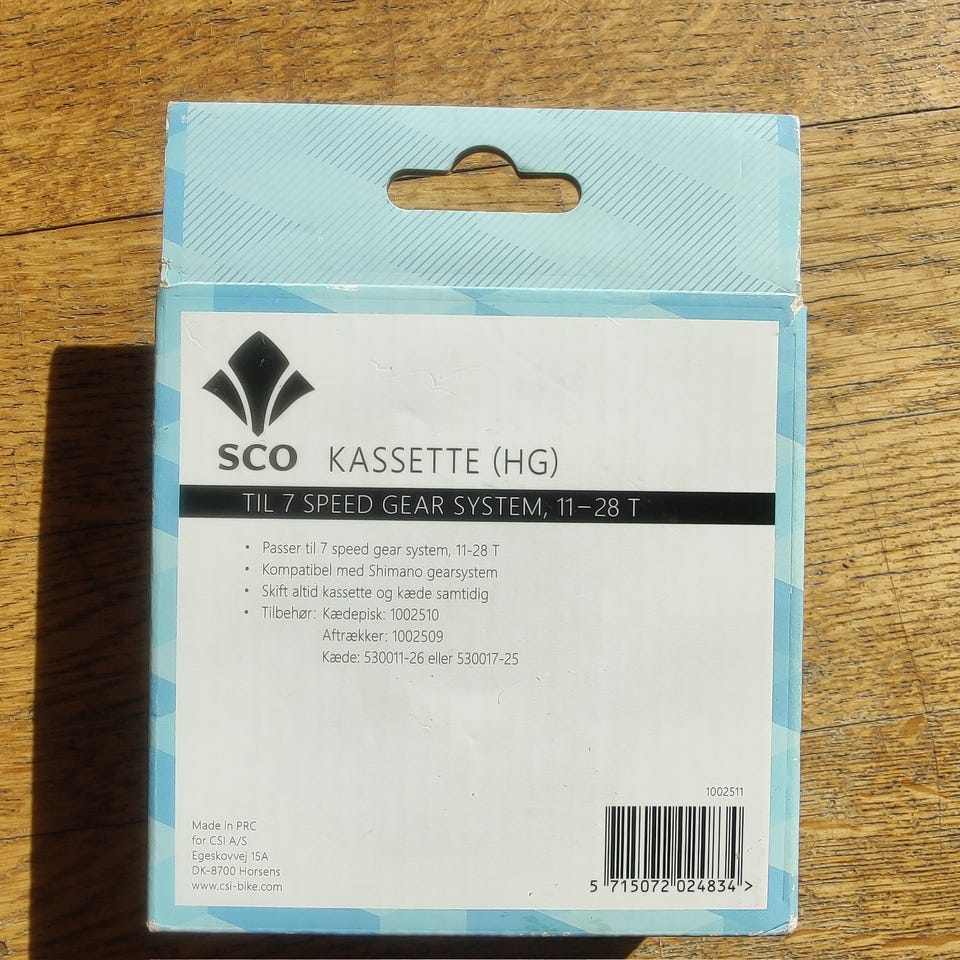 SCO
KASSETTE (HG)
TIL 7 SPEED GEAR SYSTEM, 11–28 T
• Passer til 7 speed gear system, 11-28 T
• Kompatibel med Shimano gearsystem
• Skift altid kassette og kæde samtidig
• Tilbehør: Kædepisk: 1002510
Aftrækker: 1002509
Kæde: 530011-26 eller 530017-25
Made in PRC
for CSI A/S
Egeskovvej 15A
DK-8700 Horsens
www.csi-bike.com
1002511
5 715072 024834 >